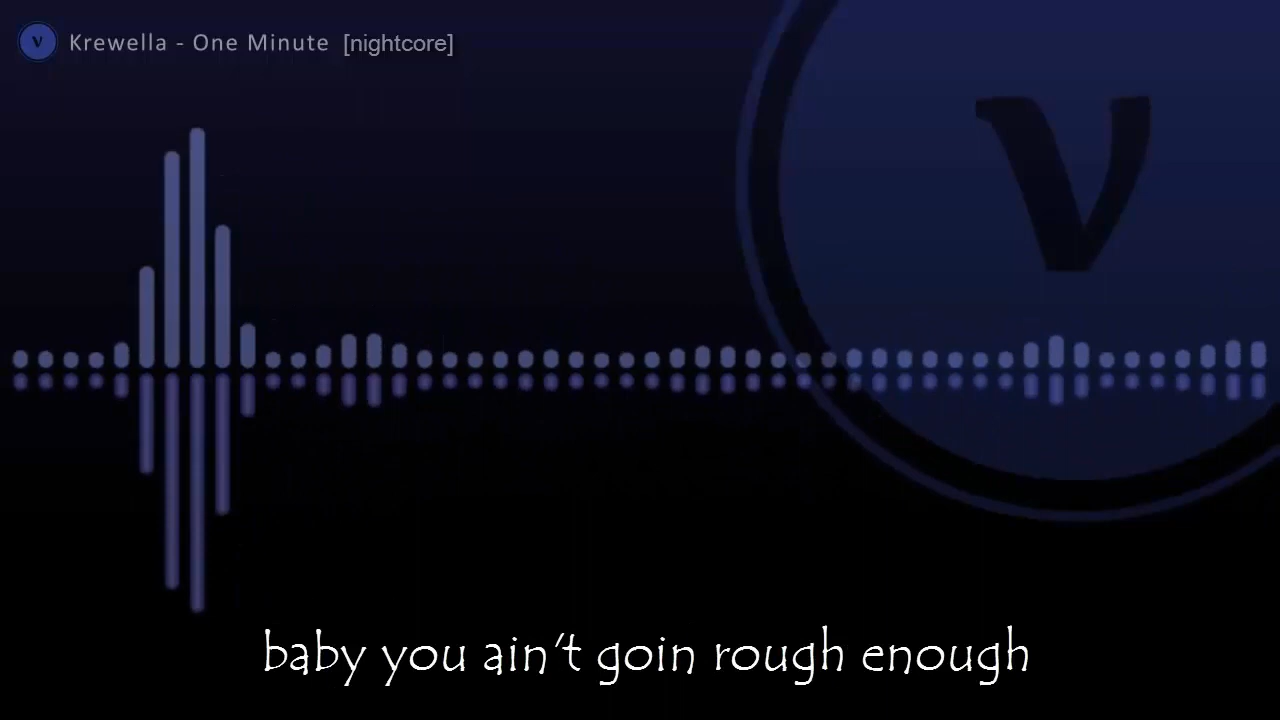 ν Krewella - One Minute [nightcore]
ν
baby you ain't goin rough enough